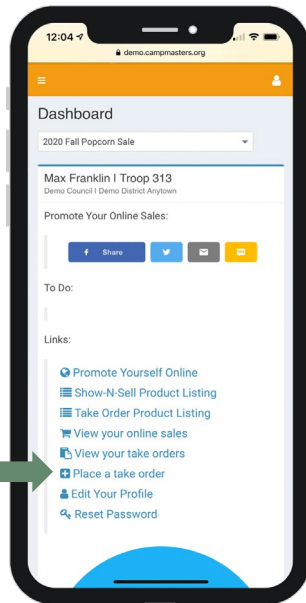 12:04
demo.campmasters.org
Dashboard
2020 Fall Popcorn Sale
Max Franklin | Troop 313
Demo Council | Demo District Anytown
Promote Your Online Sales:
Share
To Do:
Links:
Promote Yourself Online
Show-N-Sell Product Listing
Take Order Product Listing
View your online sales
View your take orders
Place a take order
Edit Your Profile
Reset Password